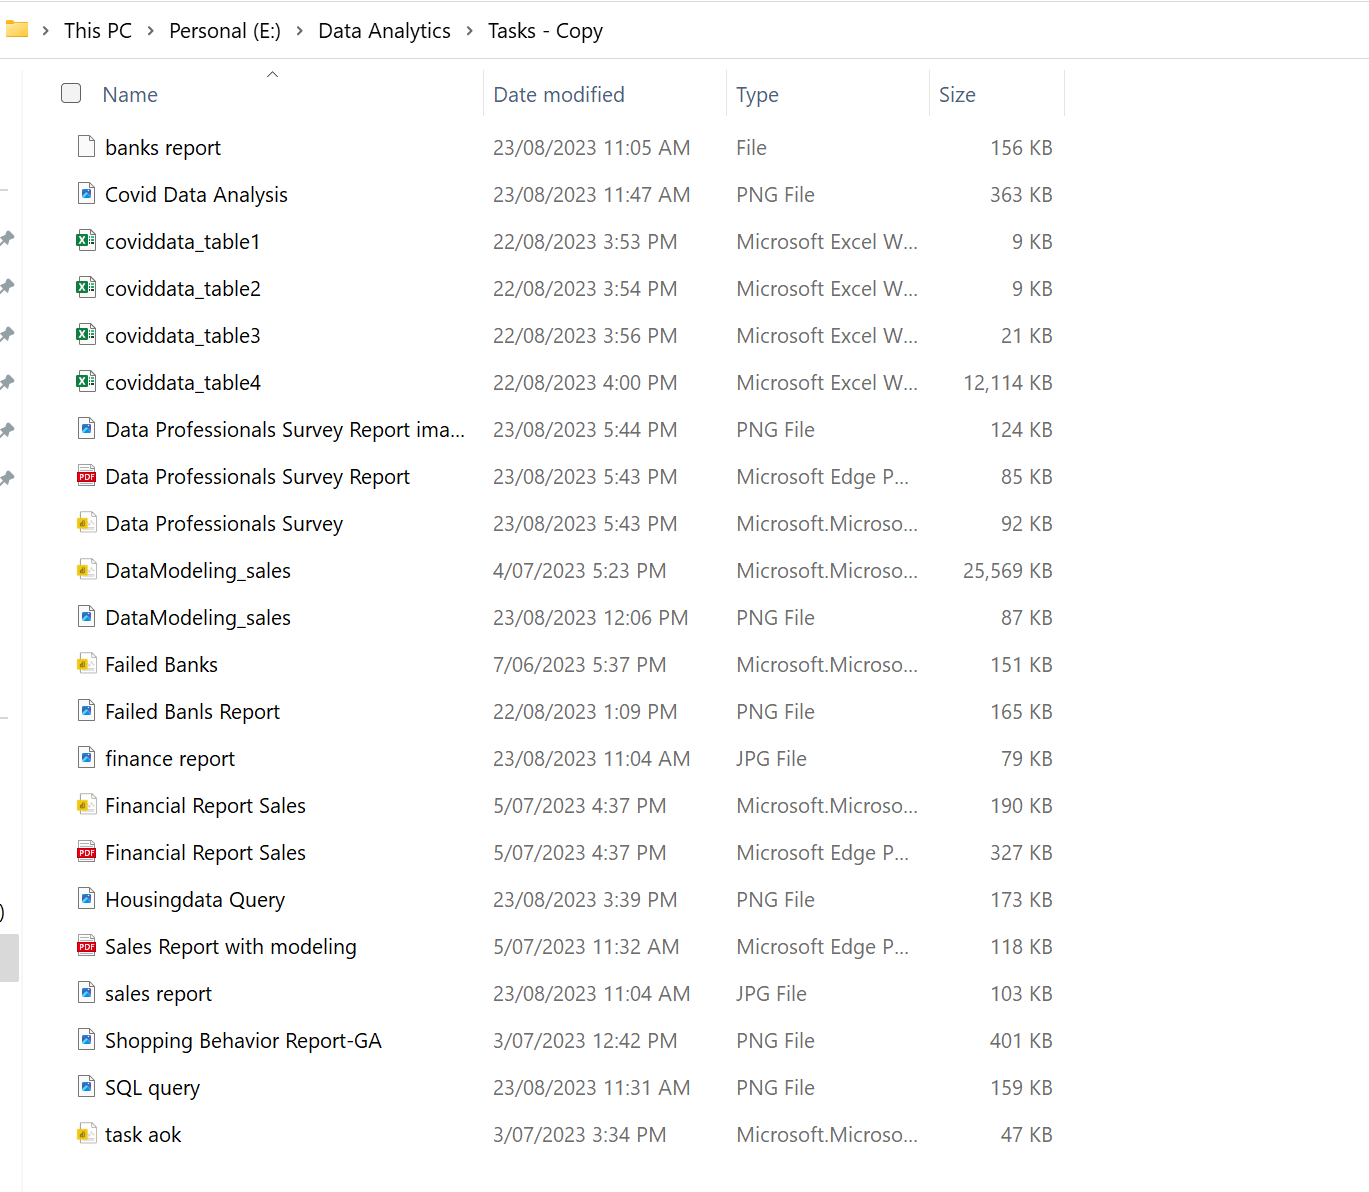 This PC > Personal (E:) > Data Analytics > Tasks - Copy
Name Date modified Type Size
banks report 23/08/2023 11:05 AM File 156 KB
Covid Data Analysis 23/08/2023 11:47 AM PNG File 363 KB
coviddata_table1 22/08/2023 3:53 PM Microsoft Excel W... 9 KB
coviddata_table2 22/08/2023 3:54 PM Microsoft Excel W... 9 KB
coviddata_table3 22/08/2023 3:56 PM Microsoft Excel W... 21 KB
coviddata_table4 22/08/2023 4:00 PM Microsoft Excel W... 12,114 KB
Data Professionals Survey Report ima... 23/08/2023 5:44 PM PNG File 124 KB
PDF Data Professionals Survey Report 23/08/2023 5:43 PM Microsoft Edge P... 85 KB
Data Professionals Survey 23/08/2023 5:43 PM Microsoft.Microso... 92 KB
DataModeling_sales 4/07/2023 5:23 PM Microsoft.Microso... 25,569 KB
DataModeling_sales 23/08/2023 12:06 PM PNG File 87 KB
Failed Banks 7/06/2023 5:37 PM Microsoft.Microso... 151 KB
Failed Banls Report 22/08/2023 1:09 PM PNG File 165 KB
finance report 23/08/2023 11:04 AM JPG File 79 KB
Financial Report Sales 5/07/2023 4:37 PM Microsoft.Microso... 190 KB
PDF Financial Report Sales 5/07/2023 4:37 PM Microsoft Edge P... 327 KB
Housingdata Query 23/08/2023 3:39 PM PNG File 173 KB
) PDF Sales Report with modeling 5/07/2023 11:32 AM Microsoft Edge P... 118 KB
sales report 23/08/2023 11:04 AM JPG File 103 KB
Shopping Behavior Report-GA 3/07/2023 12:42 PM PNG File 401 KB
SQL query 23/08/2023 11:31 AM PNG File 159 KB
task aok 3/07/2023 3:34 PM Microsoft.Microso... 47 KB